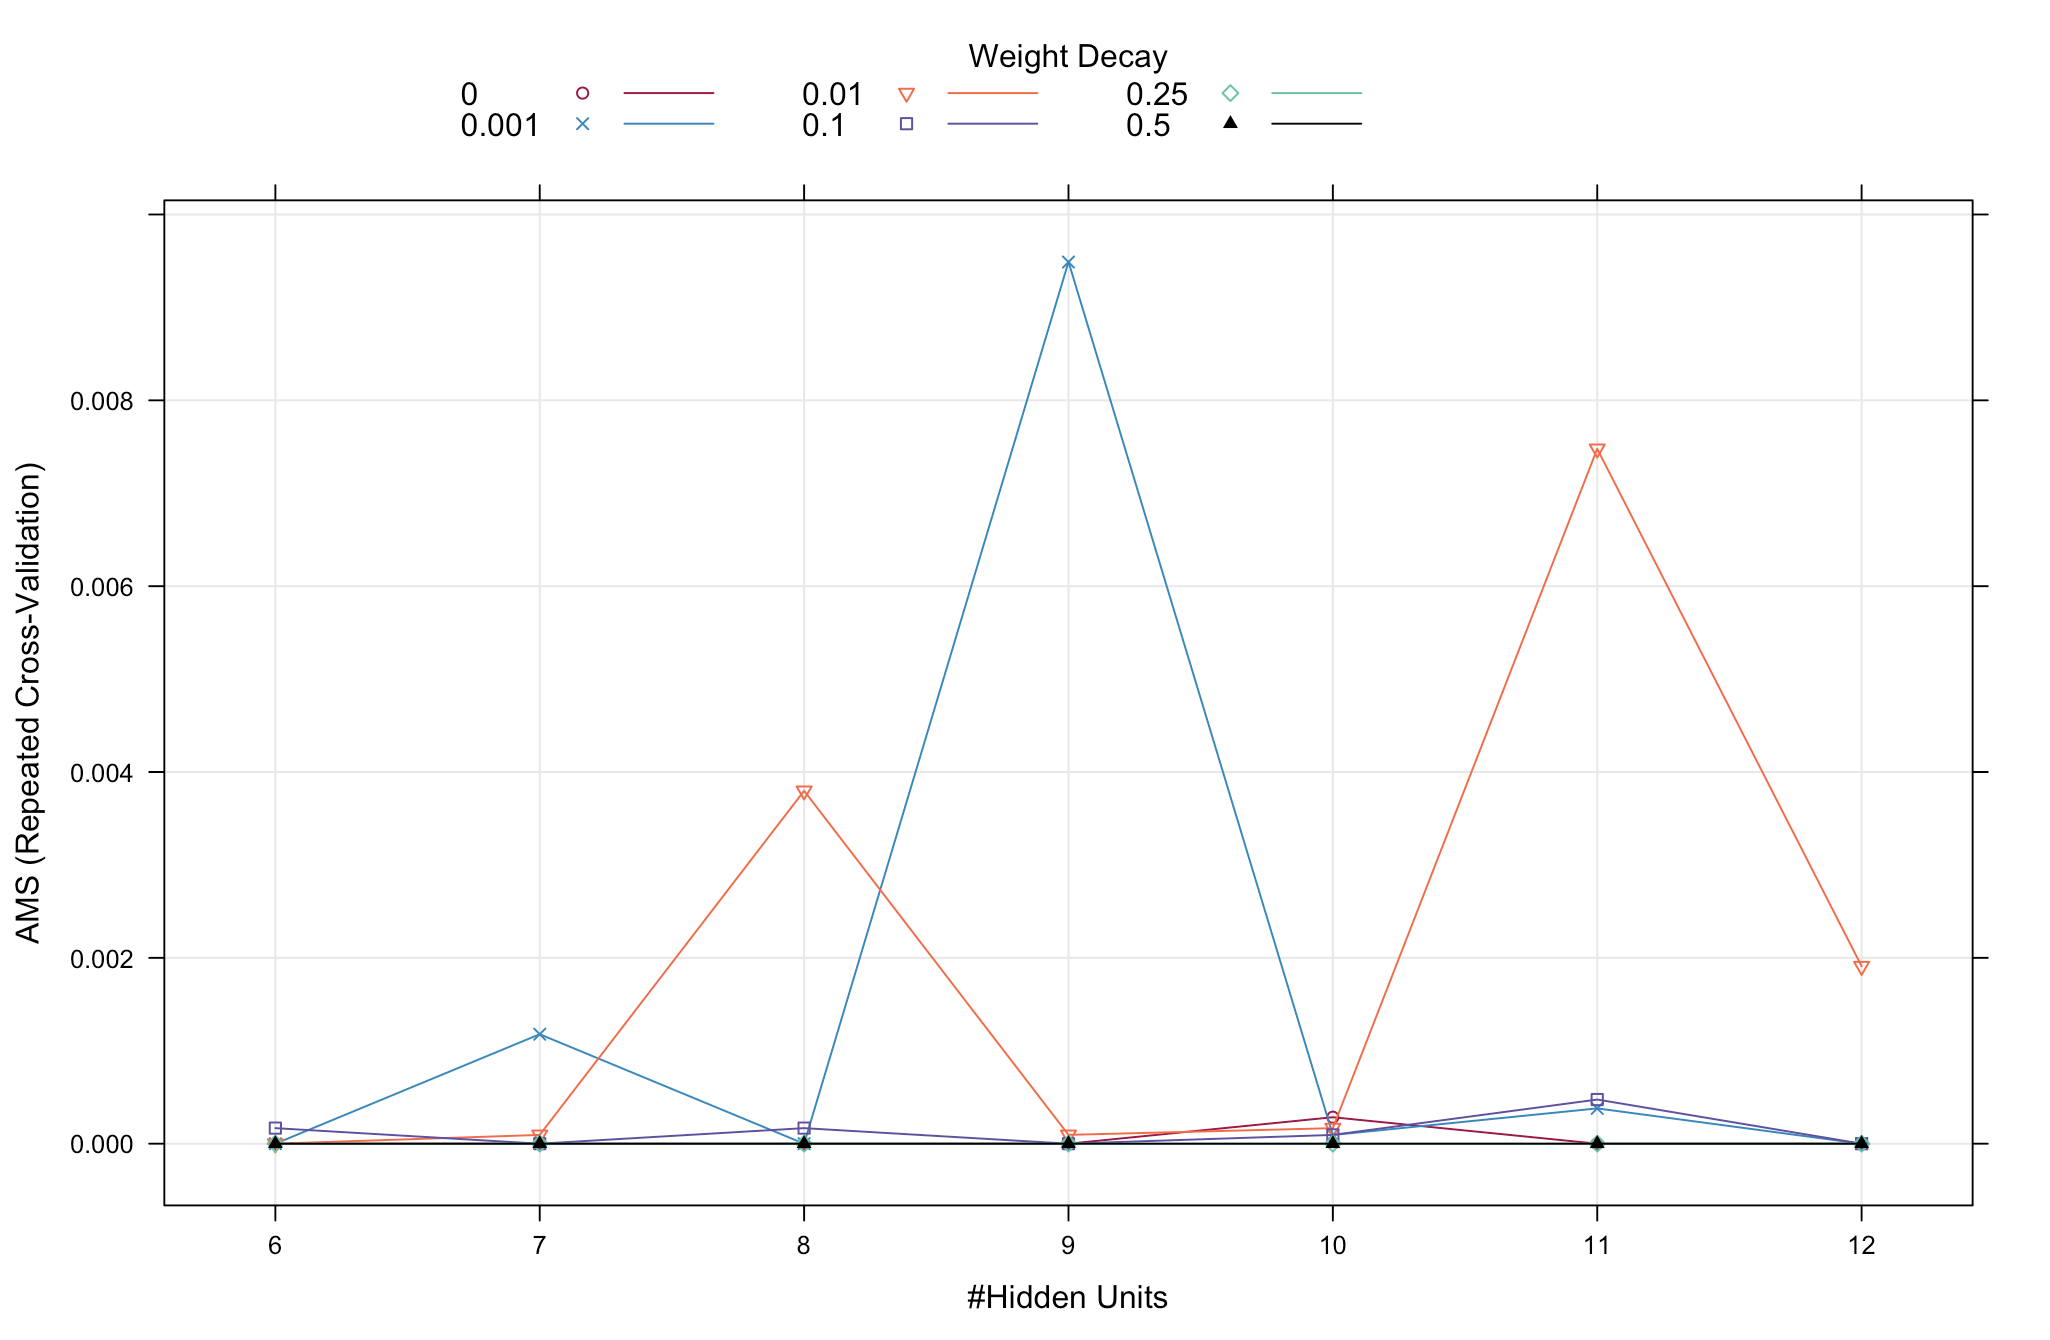 Weight Decay
0 0.01 0.25
0.001 0.1 0.5
0.008
0.006
0.004
0.002
0.000
AMS (Repeated Cross-Validation)
6 7 8 9 10 11 12
#Hidden Units